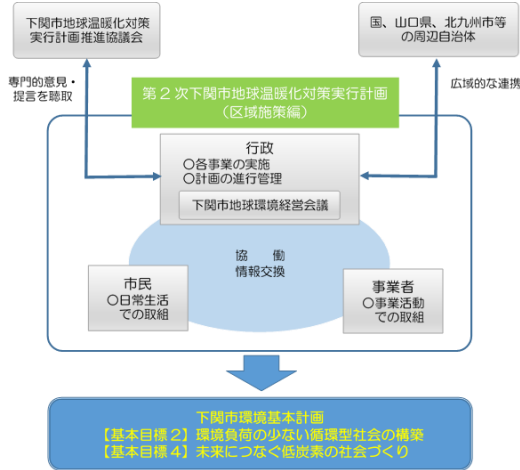 下関市地球温暖化対策
実行計画推進協議会
国、山口県、北九州市等
の周辺自治体
専門的意見・
提言を聴取
広域的な連携
第2次下関市地球温暖化対策実行計画
（区域施策編）
行政
○各事業の実施
○計画の進行管理
下関市地球環境経営会議
協　働
情報交換
市民
○日常生活
での取組
事業者
○事業活動
での取組
下関市環境基本計画
【基本目標2】環境負荷の少ない循環型社会の構築
【基本目標4】未来につなぐ低炭素の社会づくり